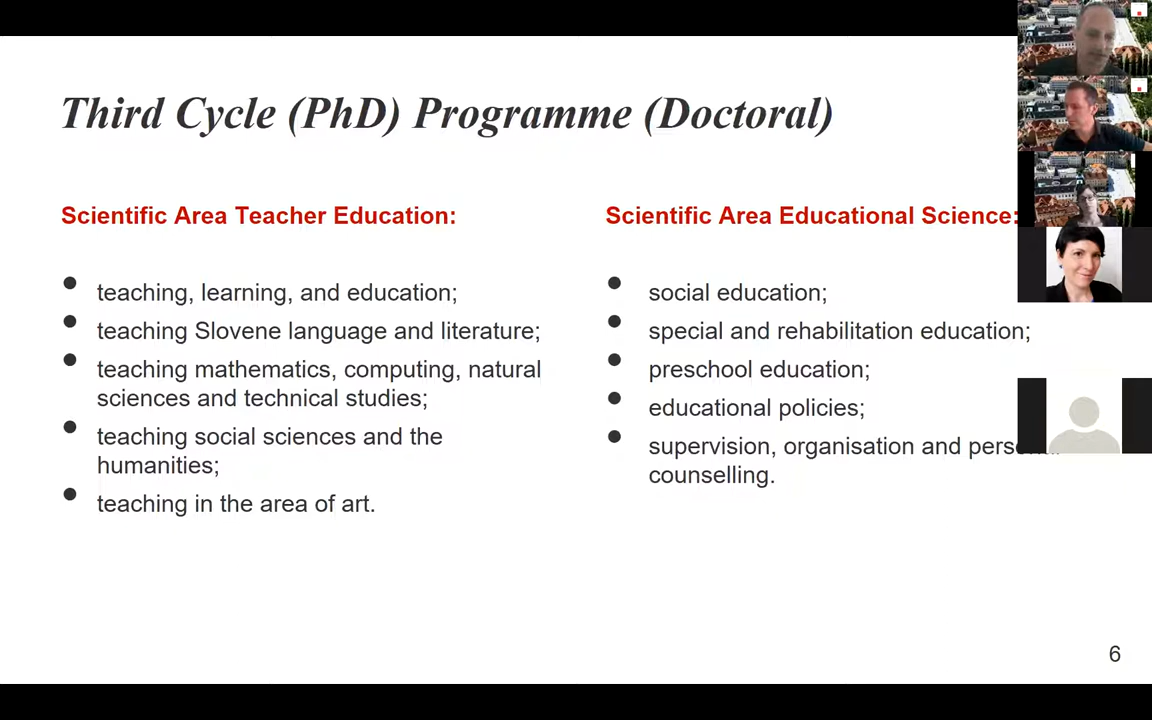 Third Cycle (PhD) Programme (Doctoral)
Scientific Area Teacher Education:
teaching, learning, and education;
teaching Slovene language and literature;
teaching mathematics, computing, natural
sciences and technical studies;
teaching social sciences and the
humanities;
teaching in the area of art.
Scientific Area Educational Science:
social education;
special and rehabilitation education;
preschool education;
educational policies;
supervision, organisation and
counselling.
6